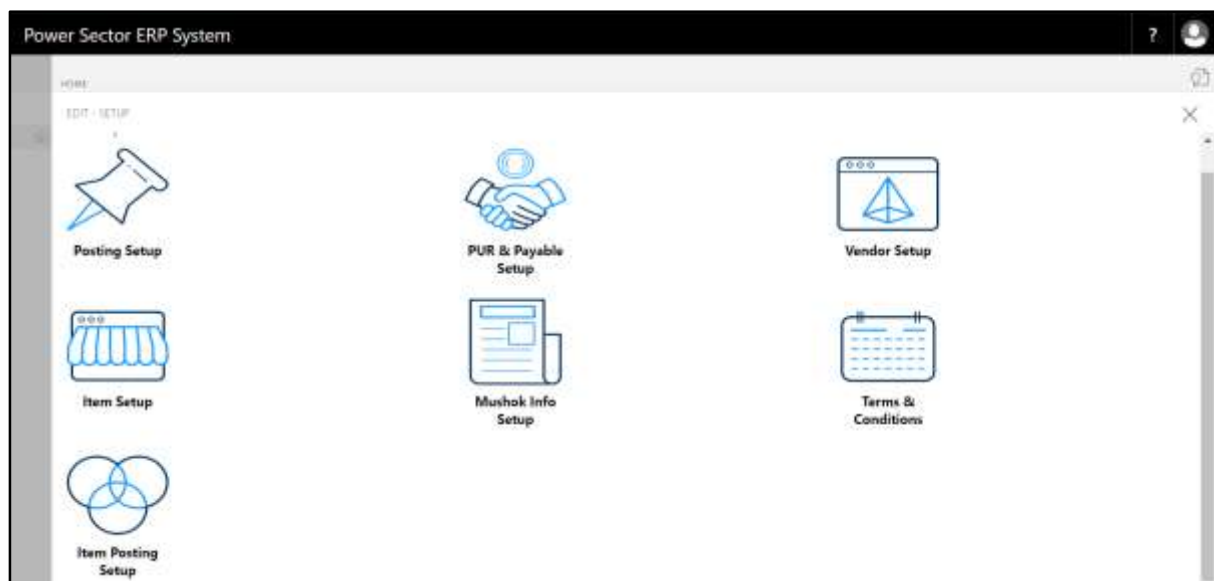 Power Sector ERP System
?
HOME
EDIT - SETUP
Posting Setup
PUR & Payable
Setup
Vendor Setup
Item Setup
Mushok Info
Setup
Terms &
Conditions
Item Posting
Setup